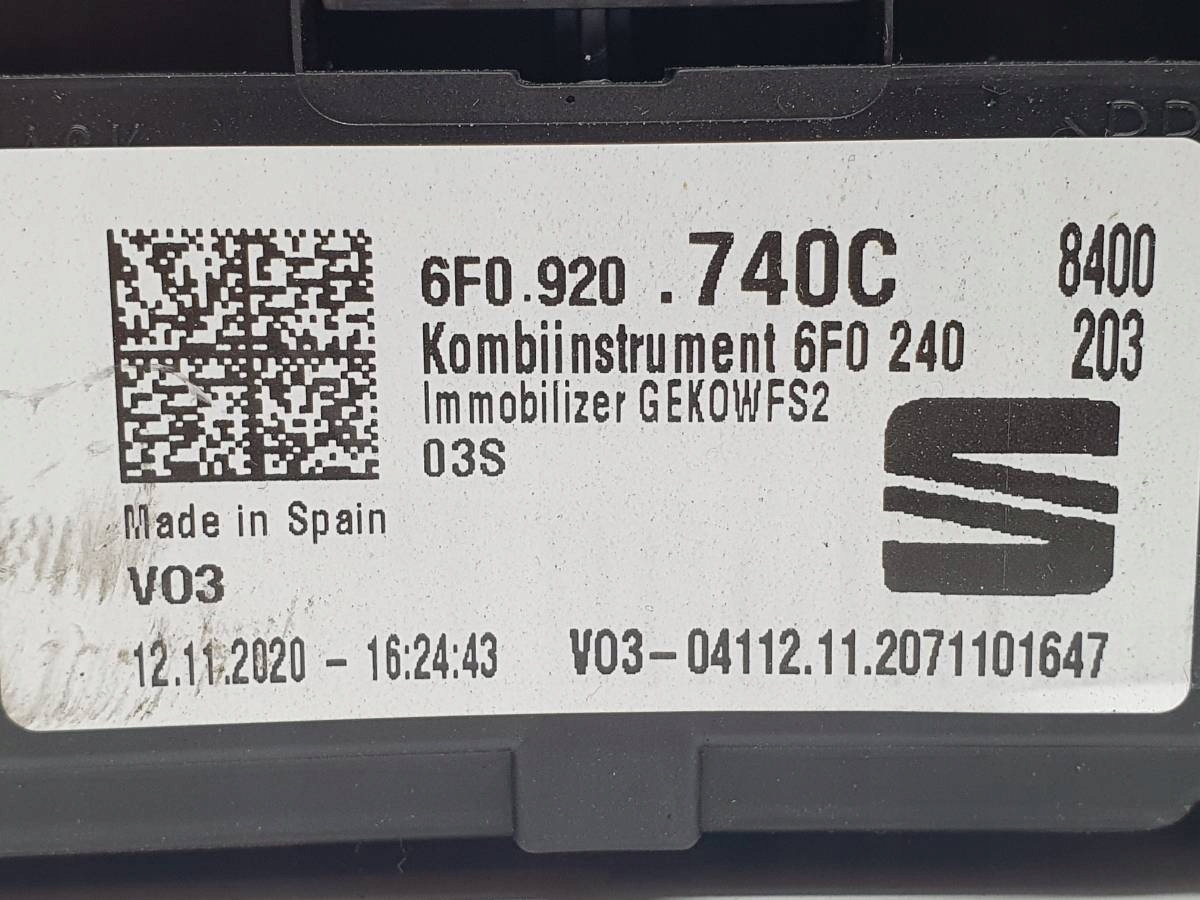 6F0.920 .740C 8400
Kombiinstrument 6F0 240 203
Immobilizer GEKOWFS2
03S
Made in Spain
V03
12.11.2020 - 16:24:43 V03-04112.11.2071101647